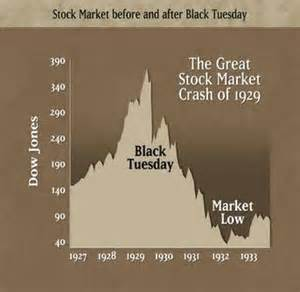 Stock Market before and after Black Tuesday
The Great
Stock Market
Crash of 1929
Dow Jones
390
340
290
240
190
140
90
40
Black
Tuesday
Market
Low
1927 1928 1929 1930 1931 1932 1933